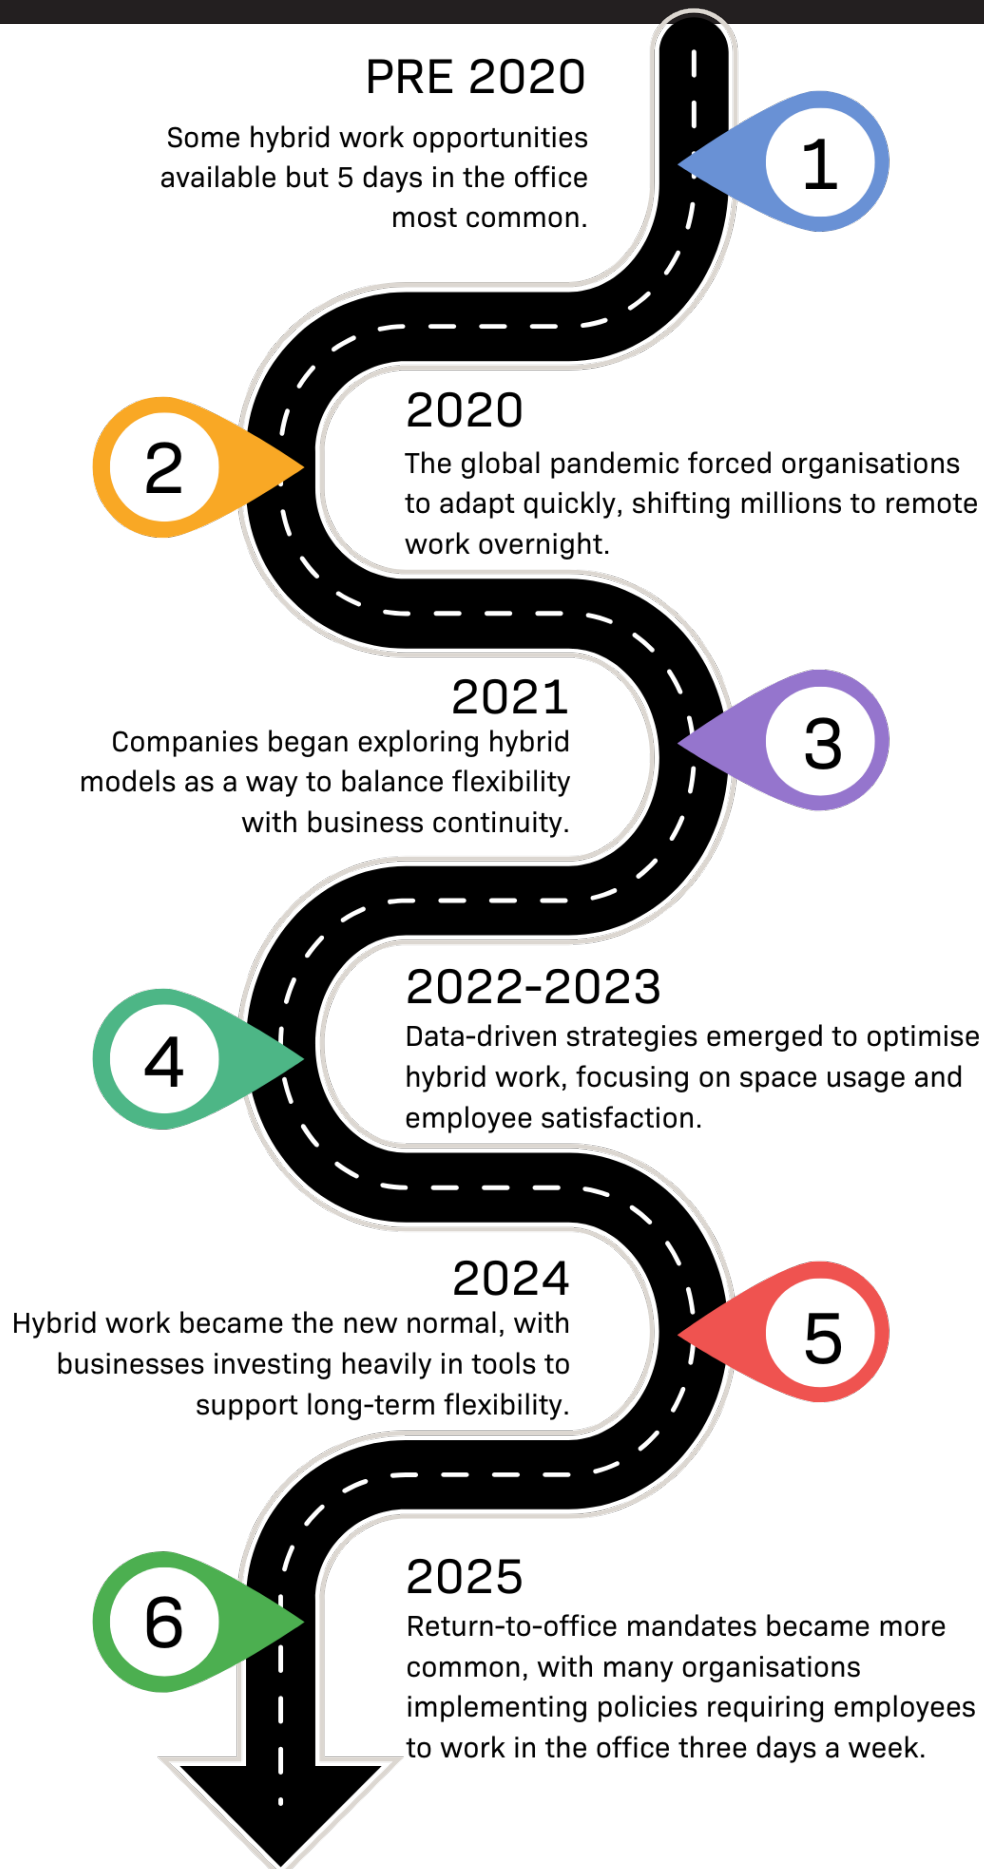 PRE 2020
Some hybrid work opportunities
available but 5 days in the office
most common.
1
2020
The global pandemic forced organisations
to adapt quickly, shifting millions to remote
work overnight.
2
2021
Companies began exploring hybrid
models as a way to balance flexibility
with business continuity.
3
2022-2023
Data-driven strategies emerged to optimise
hybrid work, focusing on space usage and
employee satisfaction.
4
2024
Hybrid work became the new normal, with
businesses investing heavily in tools to
support long-term flexibility.
5
2025
Return-to-office mandates became more
common, with many organisations
implementing policies requiring employees
to work in the office three days a week.
6